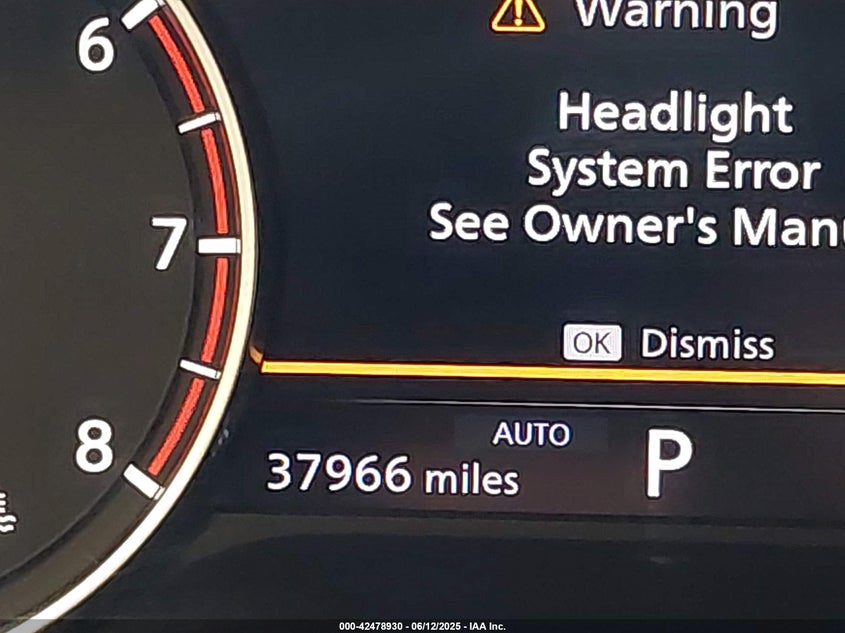 6
Warning
Headlight
System Error
See Owner's Manu
7
OK Dismiss
8
AUTO
37966 miles
P
000-42478930 - 06/12/2025 - IAA Inc.